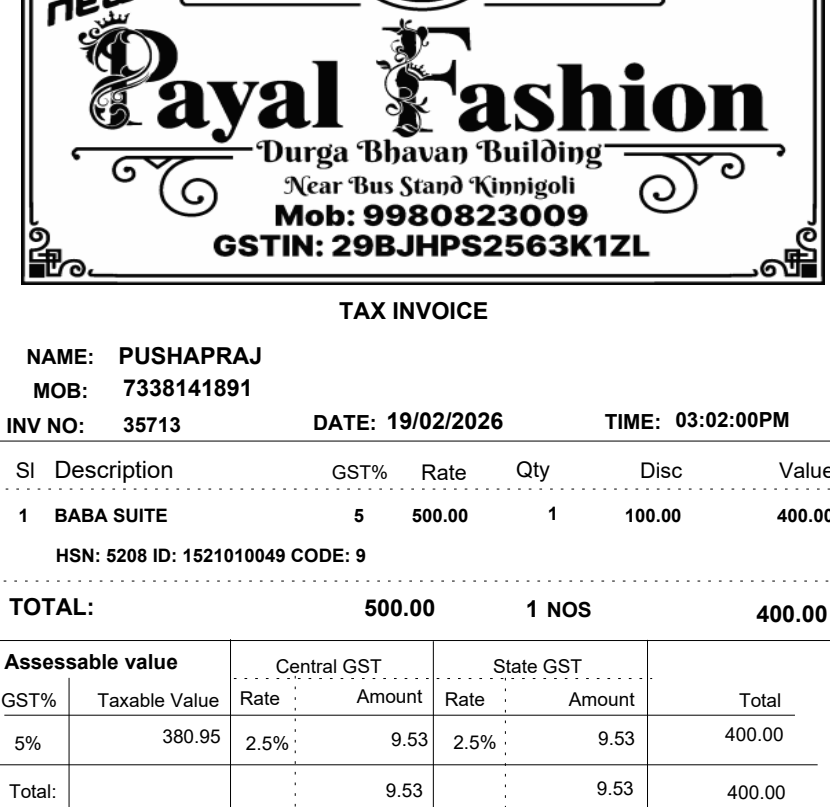 new
Payal Fashion
Durga Bhavan Building
Near Bus Stand Kinnigoli
Mob: 9980823009
GSTIN: 29BJHPS2563K1ZL
TAX INVOICE
NAME: PUSHAPRAJ
MOB: 7338141891
INV NO: 35713 DATE: 19/02/2026 TIME: 03:02:00PM
Sl Description GST% Rate Qty Disc Value
1 BABA SUITE 5 500.00 1 100.00 400.00
HSN: 5208 ID: 1521010049 CODE: 9
TOTAL: 500.00 1 NOS 400.00
Assessable value Central GST State GST
GST% Taxable Value Rate Amount Rate Amount Total
5% 380.95 2.5% 9.53 2.5% 9.53 400.00
Total: 9.53 9.53 400.00